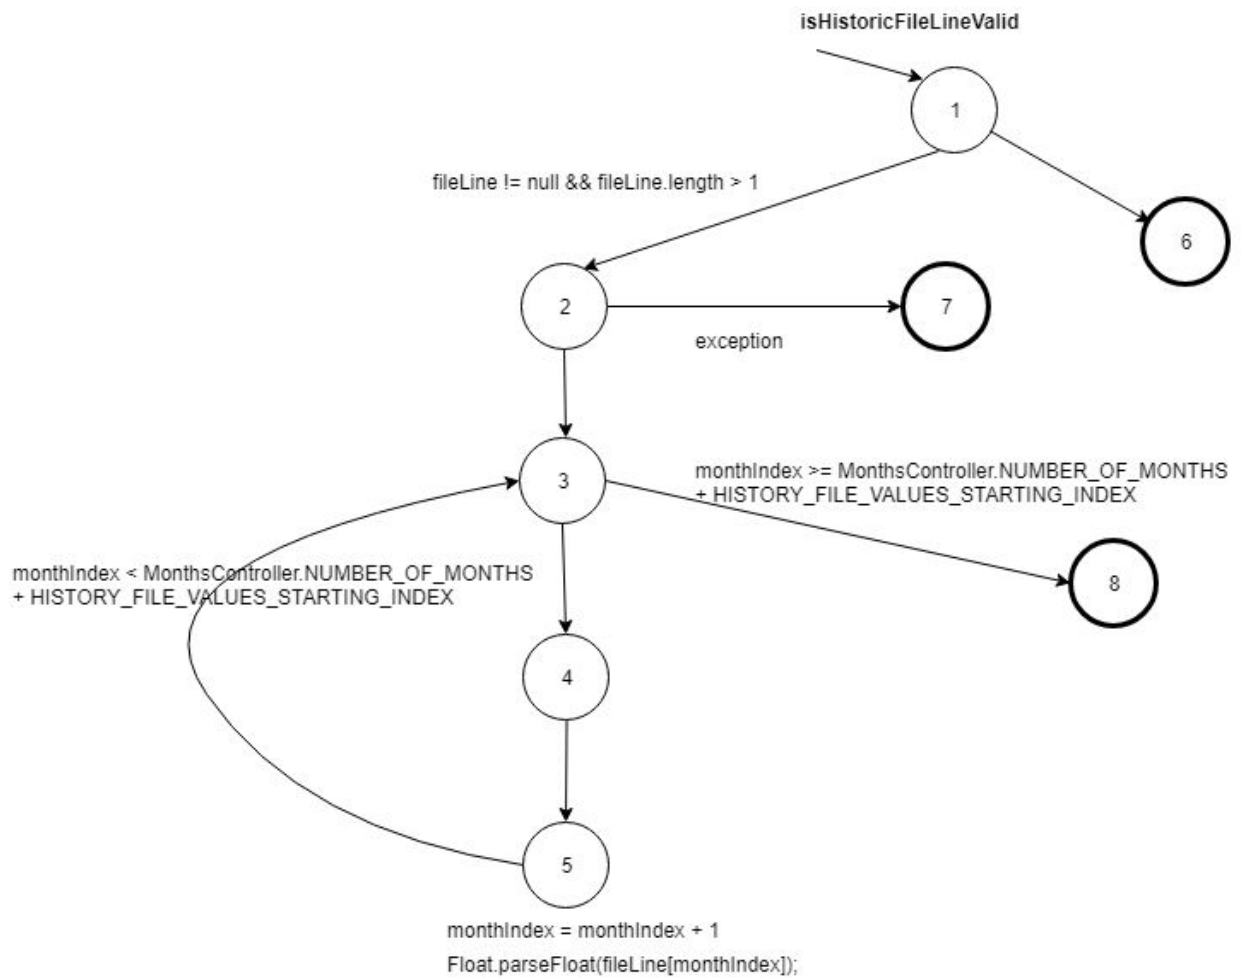 isHistoricFileLineValid
1
fileLine != null && fileLine.length > 1
6
2
7
exception
3
monthIndex >= MonthsController.NUMBER_OF_MONTHS
+ HISTORY_FILE_VALUES_STARTING_INDEX
monthIndex < MonthsController.NUMBER_OF_MONTHS
+ HISTORY_FILE_VALUES_STARTING_INDEX
8
4
5
monthIndex = monthIndex + 1
Float.parseFloat(fileLine[monthIndex]);